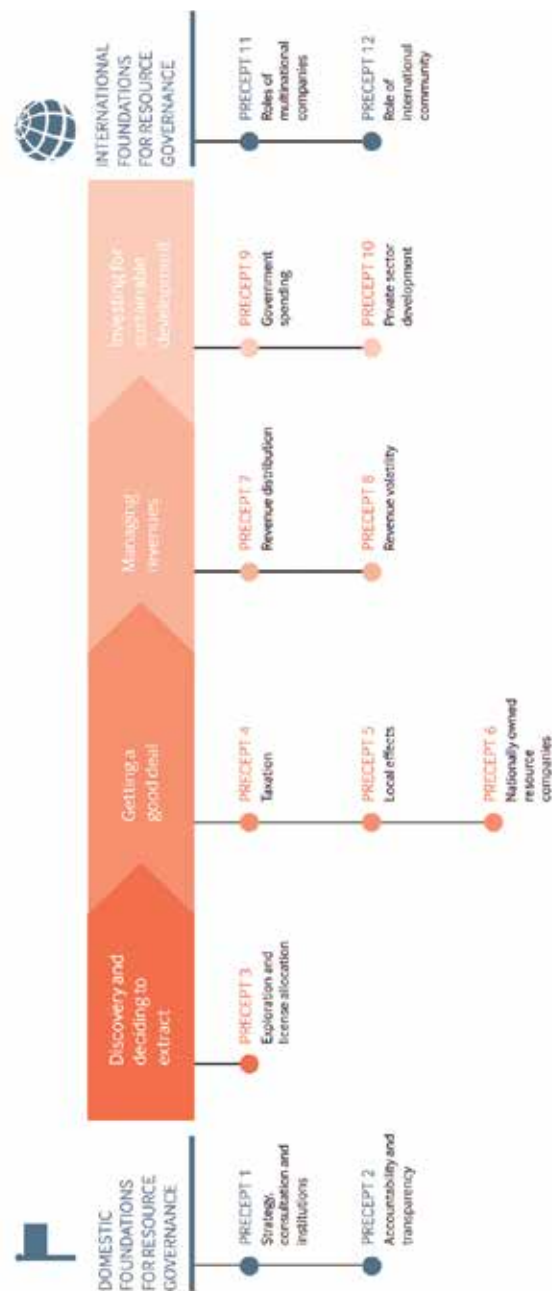 DOMESTIC
FOUNDATIONS
FOR RESOURCE
GOVERNANCE
PRECEPT 1
Strategy,
consultation and
institutions
PRECEPT 2
Accountability and
transparency
Discovery and
deciding to
extract
PRECEPT 3
Exploration and
license allocation
Getting a
good deal
PRECEPT 4
Taxation
PRECEPT 5
Local effects
PRECEPT 6
Nationally owned
resource
companies
Managing
revenues
PRECEPT 7
Revenue distribution
PRECEPT 8
Revenue volatility
Investing for
sustainable
development
PRECEPT 9
Government
spending
PRECEPT 10
Private sector
development
INTERNATIONAL
FOUNDATIONS
FOR RESOURCE
GOVERNANCE
PRECEPT 11
Roles of
multinational
companies
PRECEPT 12
Role of
international
community